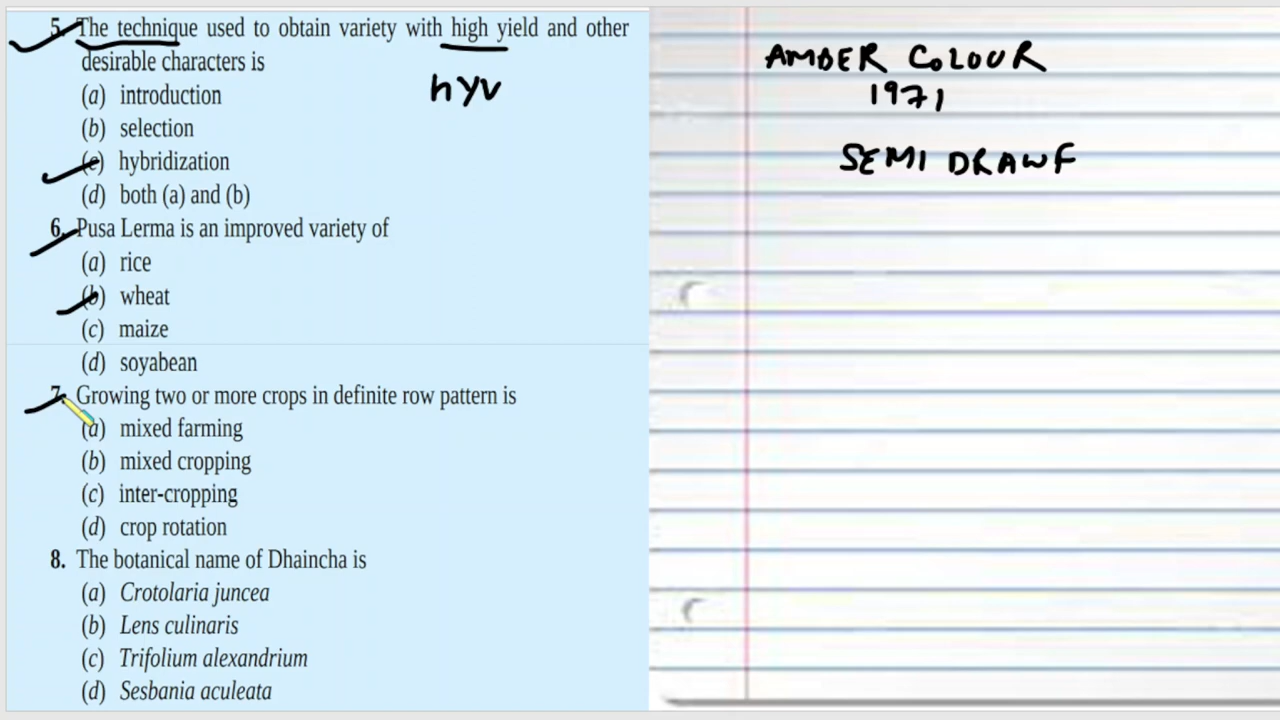 5. The technique used to obtain variety with high yield and other
desirable characters is
hyv
(a) introduction
(b) selection
(c) hybridization
(d) both (a) and (b)
6. Pusa Lerma is an improved variety of
(a) rice
(b) wheat
(c) maize
(d) soyabean
7. Growing two or more crops in definite row pattern is
(a) mixed farming
(b) mixed cropping
(c) inter-cropping
(d) crop rotation
8. The botanical name of Dhaincha is
(a) Crotolaria juncea
(b) Lens culinaris
(c) Trifolium alexandrium
(d) Sesbania aculeata
AMBER COLOUR
1971
SEMI DRAWF